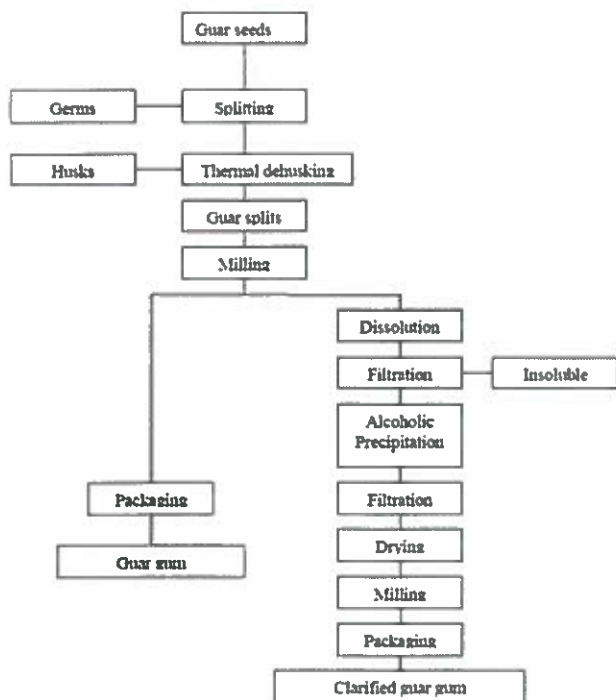 Guar seeds
Germs
Splitting
Husks
Thermal dehusking
Guar splits
Milling
Dissolution
Filtration
Insoluble
Alcoholic
Precipitation
Packaging
Filtration
Guar gum
Drying
Milling
Packaging
Clarified guar gum